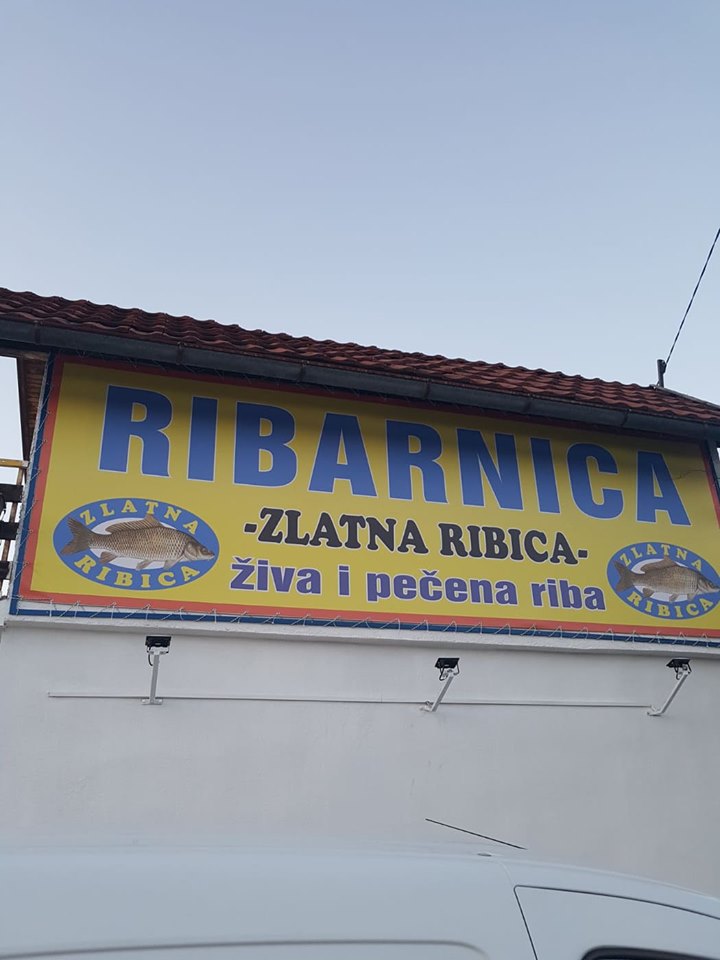 RIBARNICA
-ZLATNA RIBICA-
živa i pečena riba
ZLATNA
RIBICA
ZLATNA
RIBICA